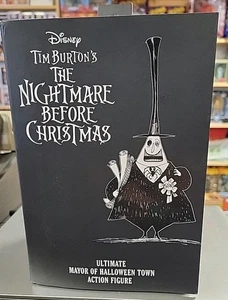 Disney
TIM BURTON'S
THE
NIGHTMARE
BEFORE
CHRISTMAS
ULTIMATE
MAYOR OF HALLOWEEN TOWN
ACTION FIGURE